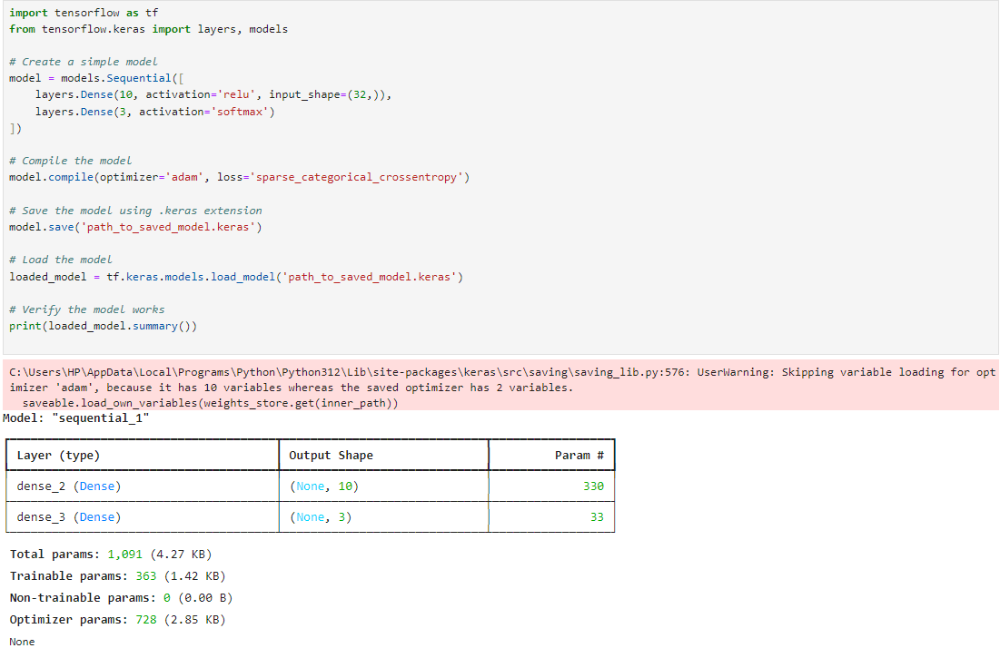 import tensorflow as tf
from tensorflow.keras import layers, models
# Create a simple model
model = models.Sequential([
    layers.Dense(10, activation='relu', input_shape=(32,)),
    layers.Dense(3, activation='softmax')
])
# Compile the model
model.compile(optimizer='adam', loss='sparse_categorical_crossentropy')
# Save the model using .keras extension
model.save('path_to_saved_model.keras')
# Load the model
loaded_model = tf.keras.models.load_model('path_to_saved_model.keras')
# Verify the model works
print(loaded_model.summary())
C:\Users\HP\AppData\Local\Programs\Python\Python312\Lib\site-packages\keras\src\saving\saving_lib.py:576: UserWarning: Skipping variable loading for opt
imizer 'adam', because it has 10 variables whereas the saved optimizer has 2 variables.
  saveable.load_own_variables(weights_store.get(inner_path))
Model: "sequential_1"
Layer (type) Output Shape Param #
dense_2 (Dense) (None, 10) 330
dense_3 (Dense) (None, 3) 33
Total params: 1,091 (4.27 KB)
Trainable params: 363 (1.42 KB)
Non-trainable params: 0 (0.00 B)
Optimizer params: 728 (2.85 KB)
None